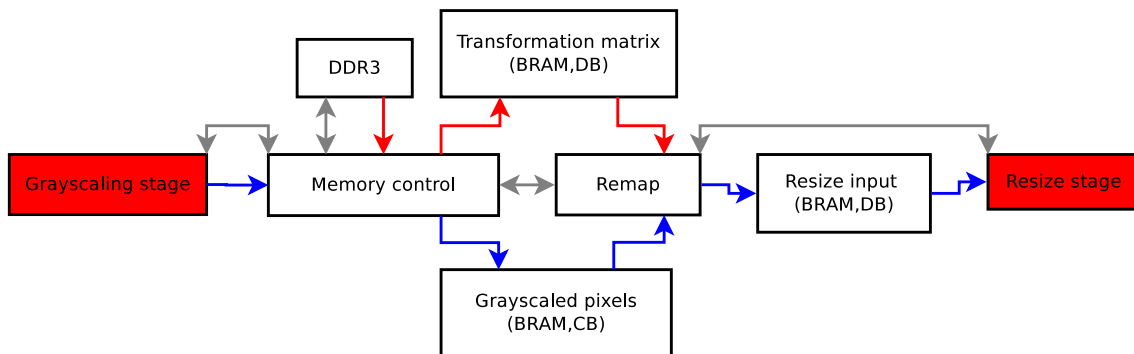 Transformation matrix
(BRAM,DB)
DDR3
Grayscaling stage
Memory control
Remap
Resize input
(BRAM,DB)
Resize stage
Grayscaled pixels
(BRAM,CB)